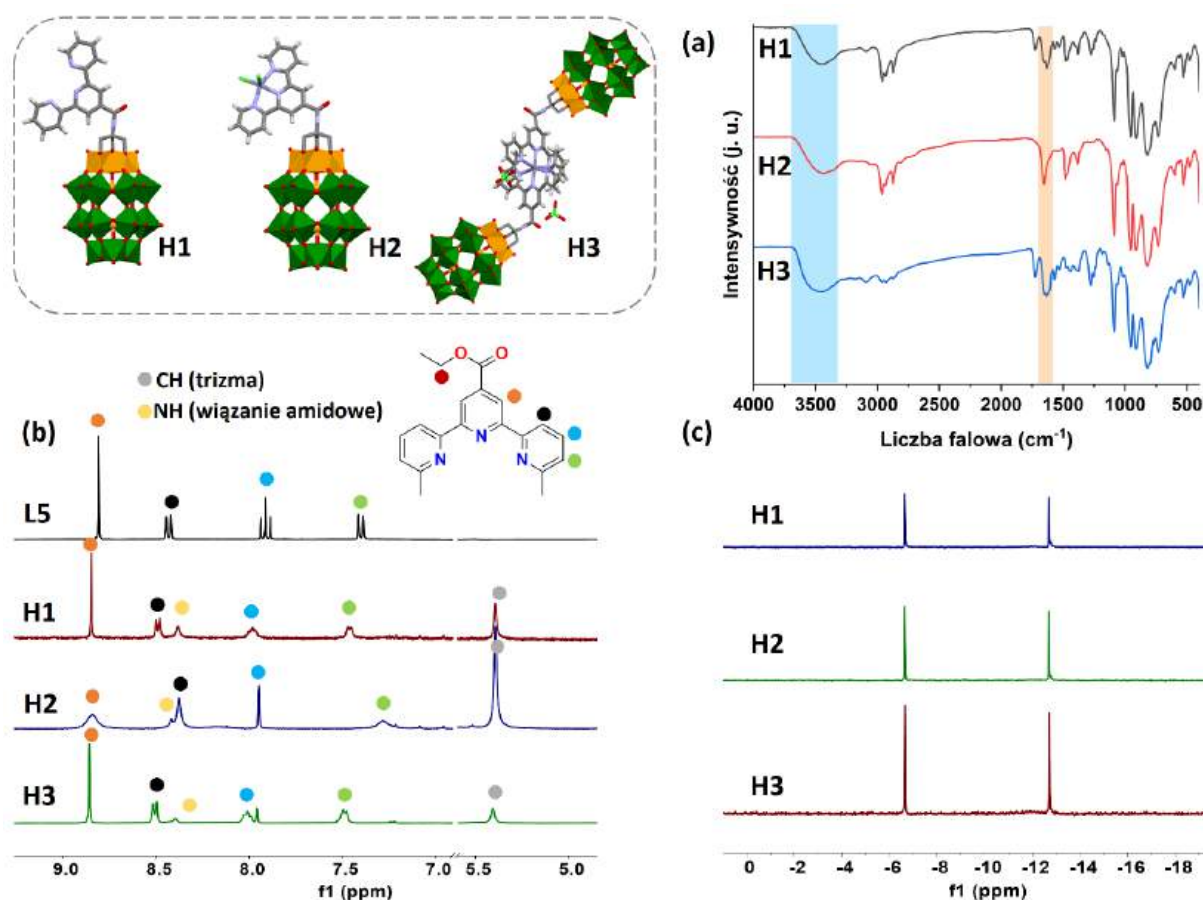 H1
H2
H3
(a)
H1
H2
H3
Intensywność (j. u.)
4000 3500 3000 2500 2000 1500 1000 500
Liczba falowa (cm⁻¹)
CH (trizma)
NH (wiązanie amidowe)
O
O
N
N
N
(b)
L5
H1
H2
H3
9.0 8.5 8.0 7.5 7.0 5.5 5.0
f1 (ppm)
(c)
H1
H2
H3
0 -2 -4 -6 -8 -10 -12 -14 -16 -18
f1 (ppm)